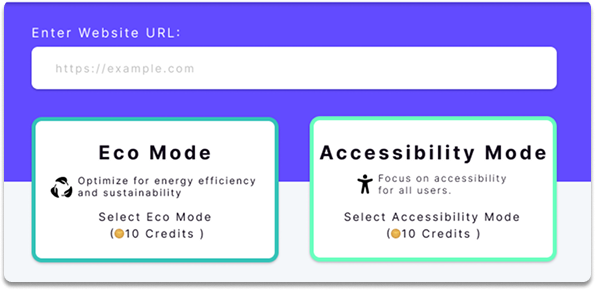 Enter Website URL:
https://example.com
Eco Mode
Optimize for energy efficiency
and sustainability
Select Eco Mode
(10 Credits )
Accessibility Mode
Focus on accessibility
for all users.
Select Accessibility Mode
(10 Credits )